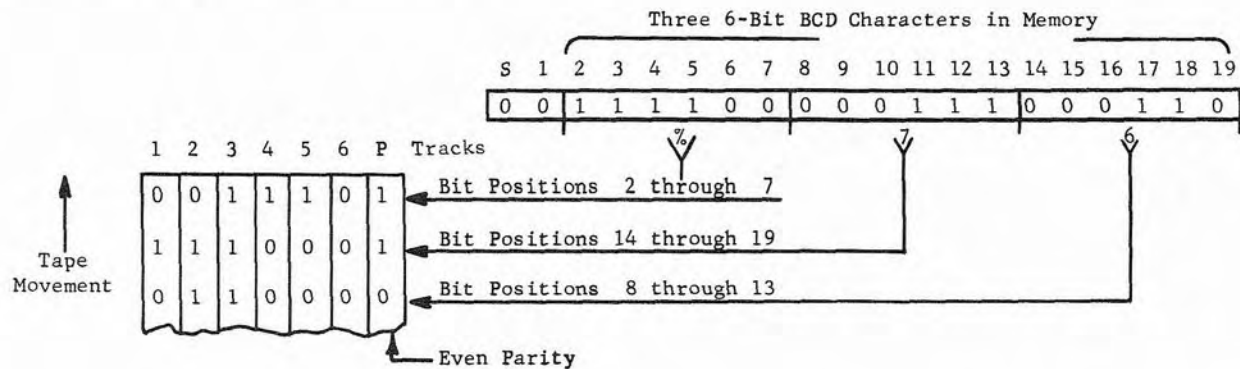 Three 6-Bit BCD Characters in Memory
S 1 2 3 4 5 6 7 8 9 10 11 12 13 14 15 16 17 18 19
0 0 1 1 1 1 0 0 0 0 0 1 1 1 0 0 0 1 1 0
% 7 6
1 2 3 4 5 6 P Tracks
0 0 1 1 1 0 1 Bit Positions 2 through 7
1 1 1 0 0 0 1 Bit Positions 14 through 19
0 1 1 0 0 0 0 Bit Positions 8 through 13
Tape
Movement
Even Parity